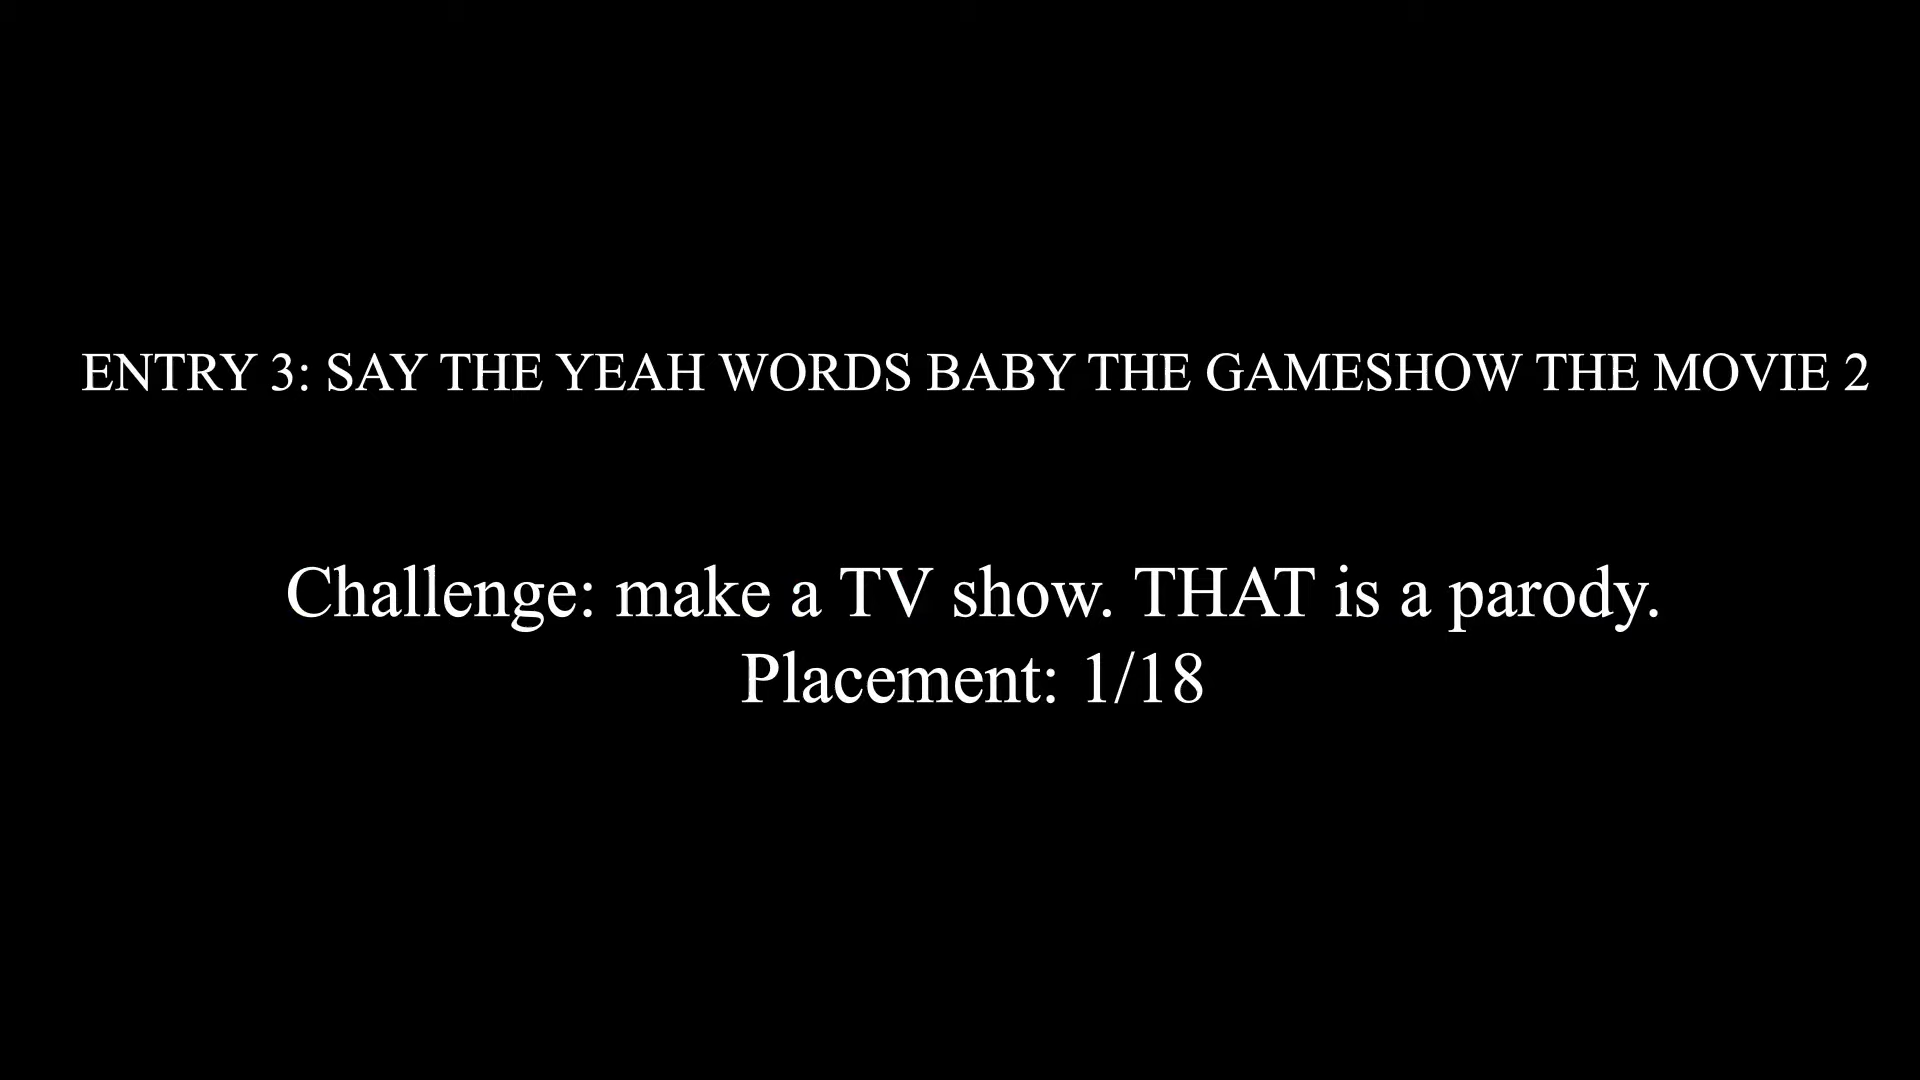 ENTRY 3: SAY THE YEAH WORDS BABY THE GAMESHOW THE MOVIE 2
Challenge: make a TV show. THAT is a parody.
Placement: 1/18